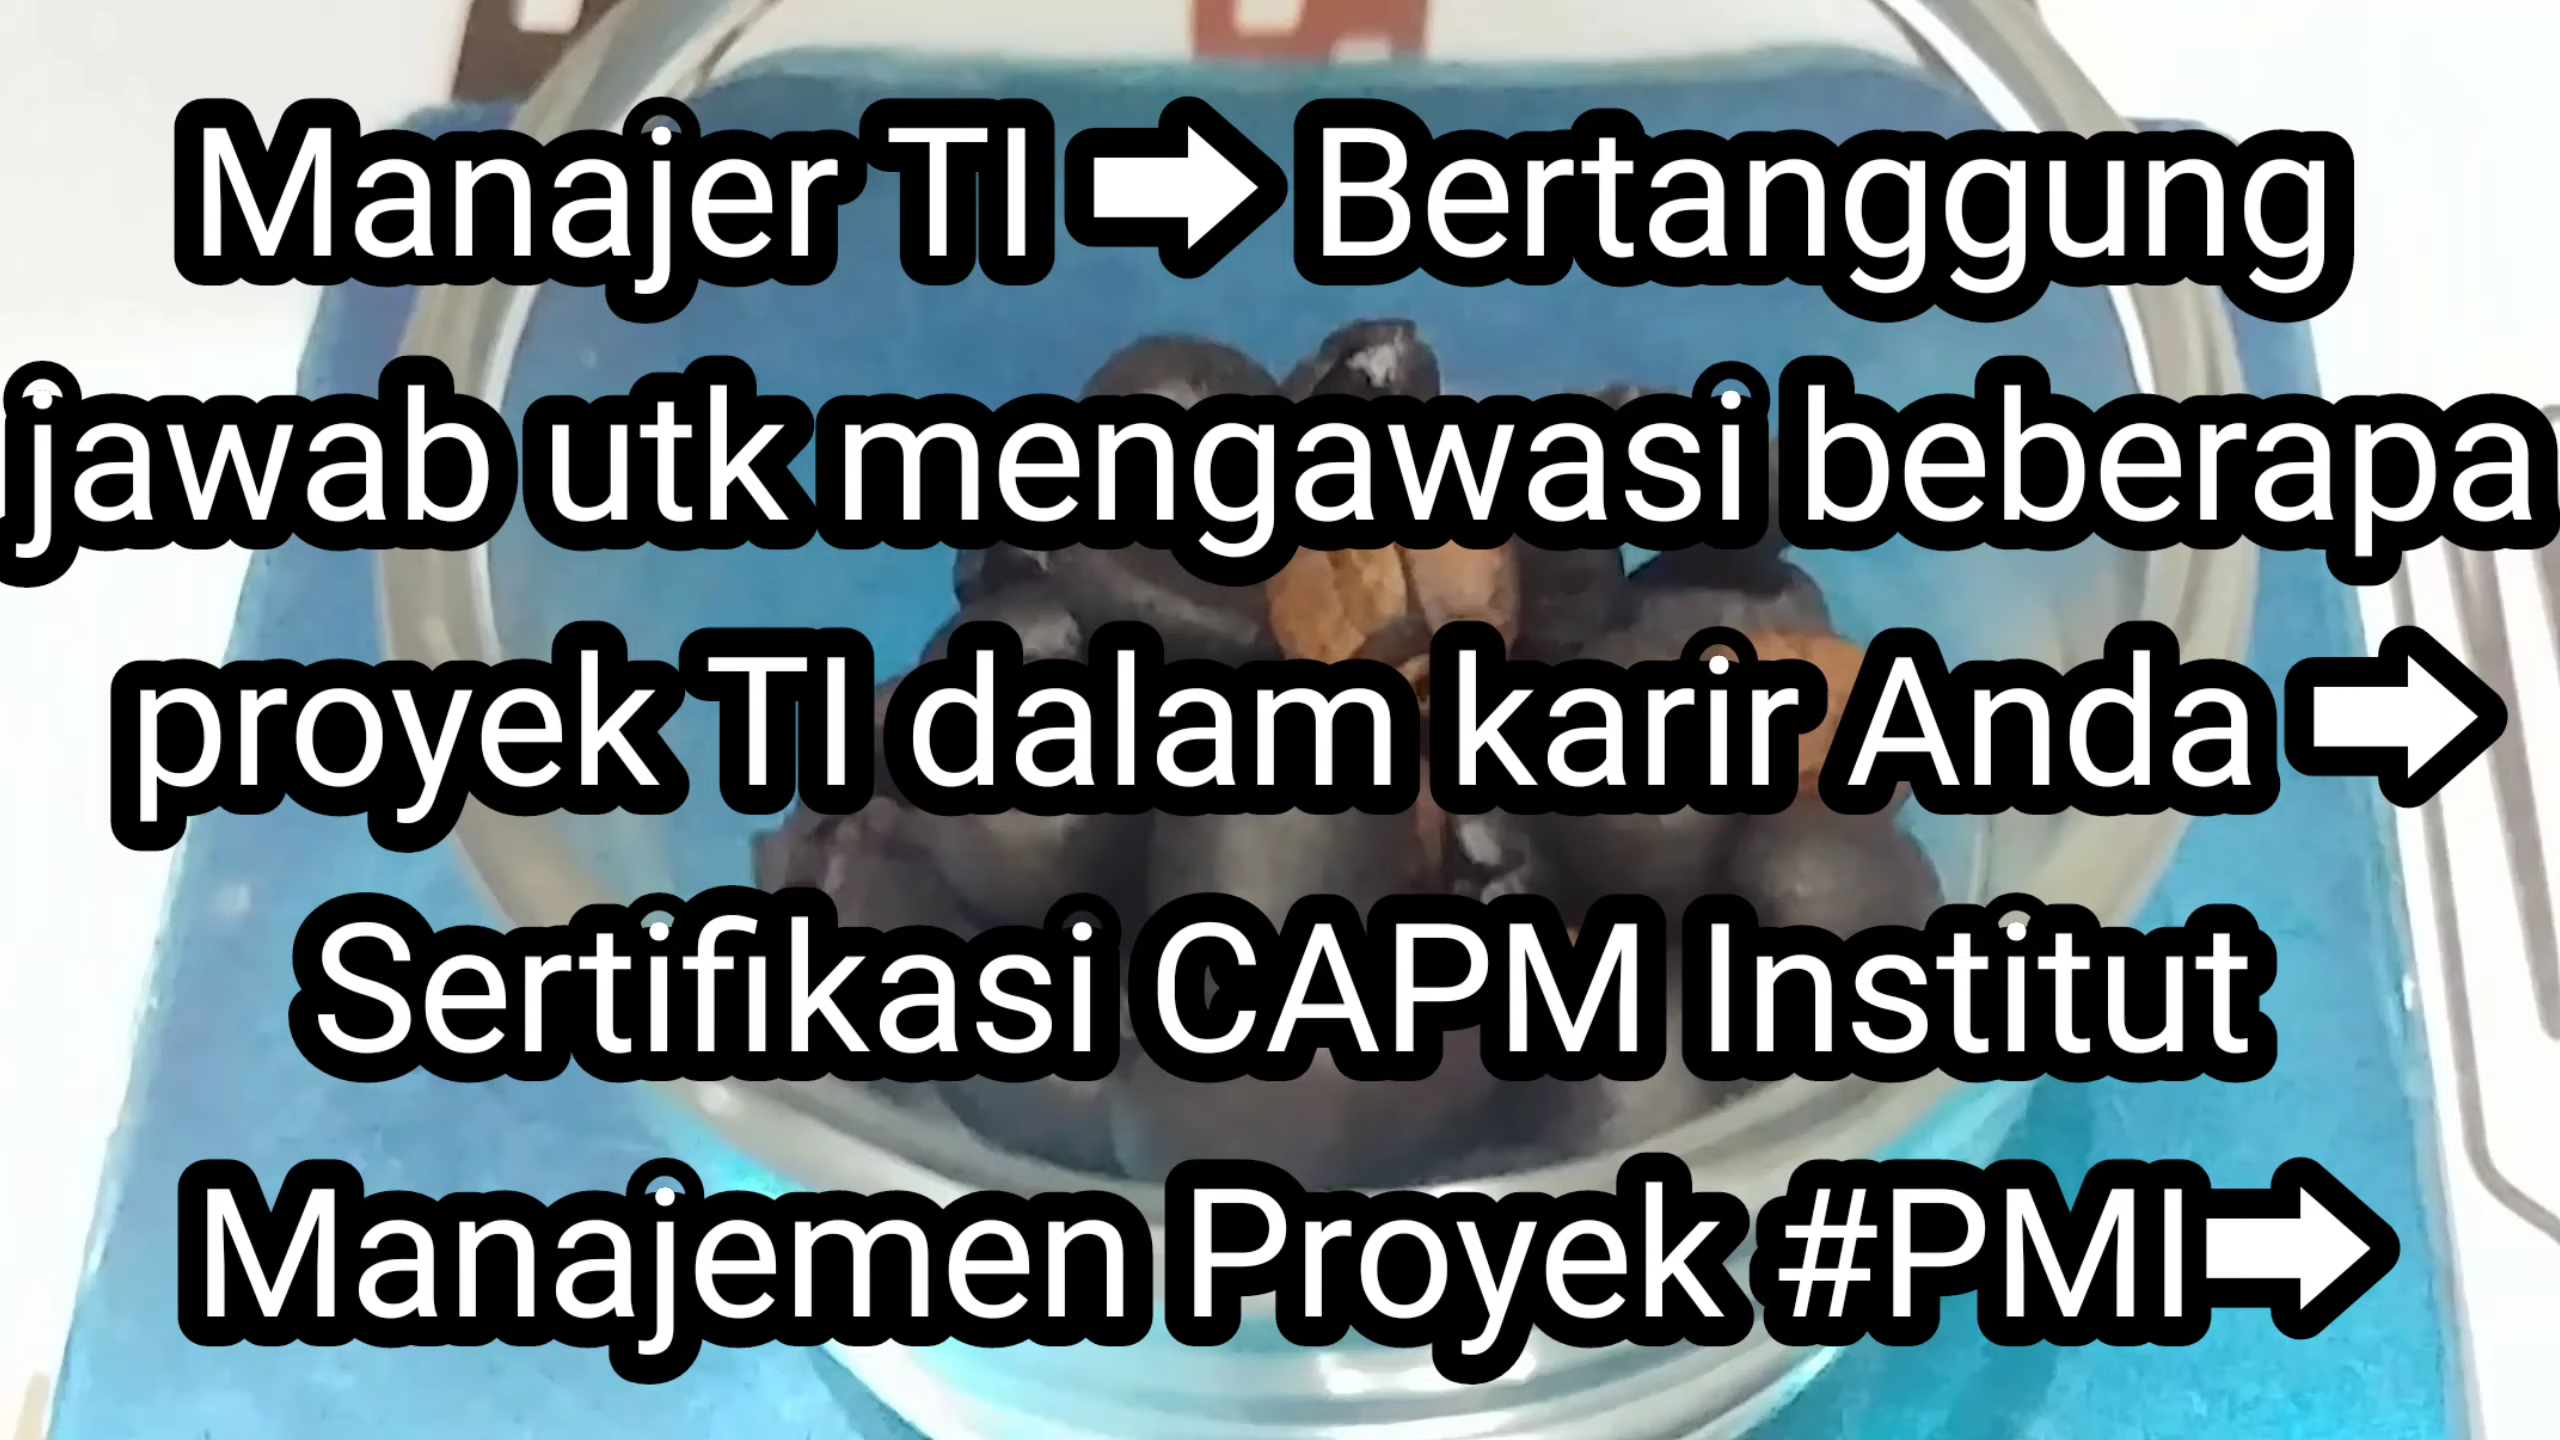 Manajer TI ➡ Bertanggung
jawab utk mengawasi beberapa
proyek TI dalam karir Anda ➡
Sertifikasi CAPM Institut
Manajemen Proyek #PMI➡